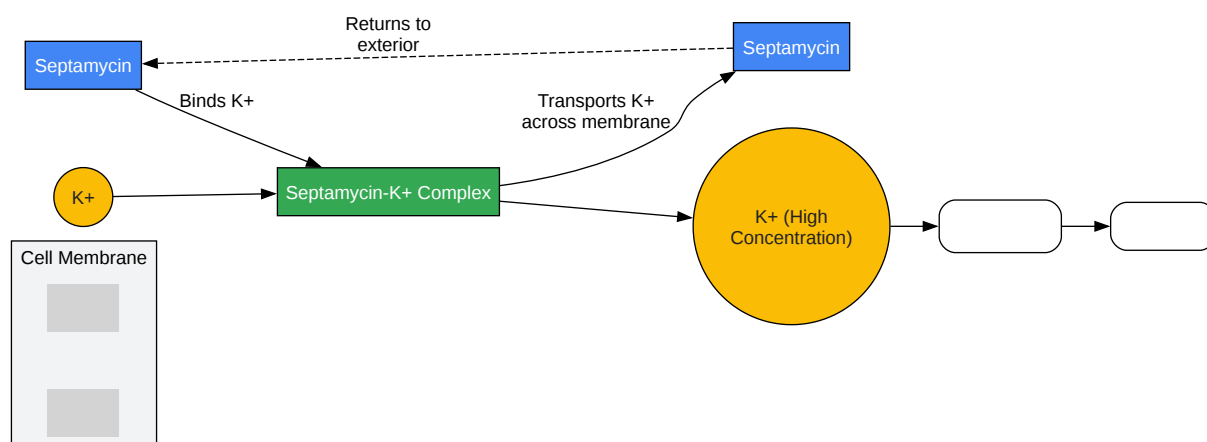 Returns to
exterior
Septamycin
Septamycin
Binds K+
Transports K+
across membrane
K+
Septamycin-K+ Complex
K+ (High
Concentration)
Cell Membrane